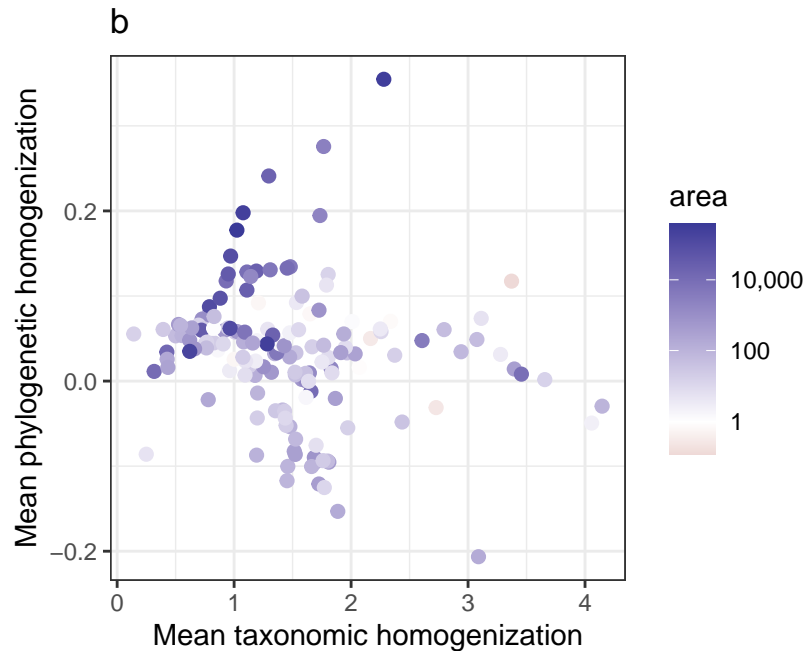 b
Mean phylogenetic homogenization
0.2
0.0
−0.2
0
1
2
3
4
Mean taxonomic homogenization
area
10,000
100
1